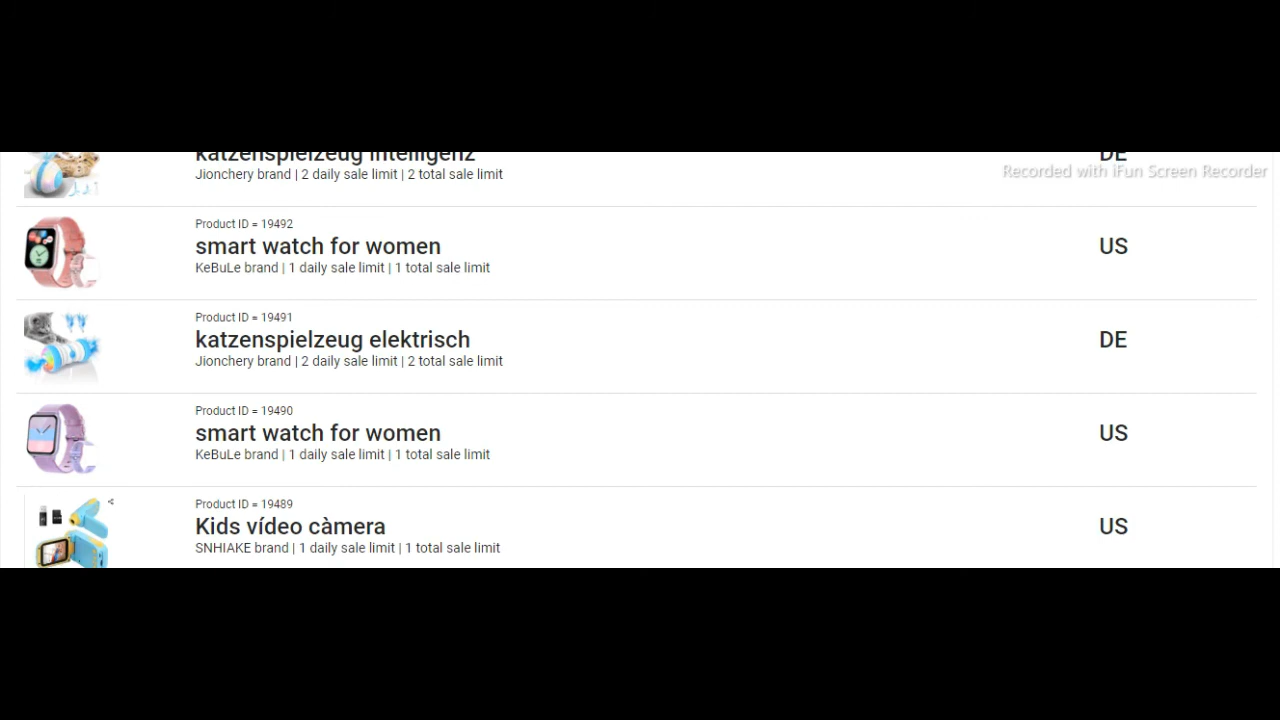 katzenspielzeug intelligenz
DE
Jionchery brand | 2 daily sale limit | 2 total sale limit
Recorded with iFun Screen Recorder
Product ID = 19492
smart watch for women
US
KeBuLe brand | 1 daily sale limit | 1 total sale limit
Product ID = 19491
katzenspielzeug elektrisch
DE
Jionchery brand | 2 daily sale limit | 2 total sale limit
Product ID = 19490
smart watch for women
US
KeBuLe brand | 1 daily sale limit | 1 total sale limit
Product ID = 19489
Kids vídeo càmera
US
SNHIAKE brand | 1 daily sale limit | 1 total sale limit